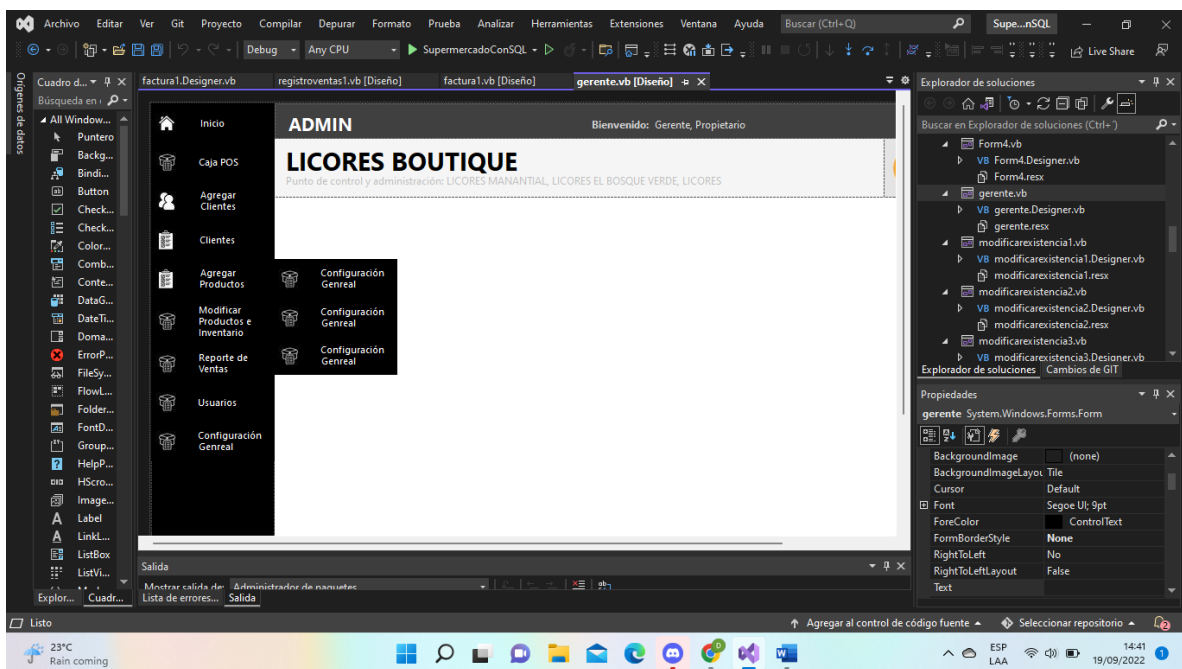 Archivo Editar Ver Git Proyecto Compilar Depurar Formato Prueba Analizar Herramientas Extensiones Ventana Ayuda Buscar (Ctrl+Q) Supe...nSQL
Debug Any CPU SupermercadoConSQL Live Share
Orígenes de datos
Cuadro d...
Búsqueda en
All Window...
Puntero
Backg...
Bindi...
Button
Check...
Check...
Color...
Comb...
Conte...
DataG...
DateTi...
Doma...
ErrorP...
FileSy...
FlowL...
Folder...
FontD...
Group...
HelpP...
HScro...
Image...
Label
LinkL...
ListBox
ListVi...
Explor... Cuadr...
factura1.Designer.vb registroventas1.vb [Diseño] factura1.vb [Diseño] gerente.vb [Diseño]
Inicio
Caja POS
Agregar
Clientes
Clientes
Agregar
Productos
Modificar
Productos e
Inventario
Reporte de
Ventas
Usuarios
Configuración
Genreal
ADMIN Bienvenido: Gerente, Propietario
LICORES BOUTIQUE
Punto de control y administración: LICORES MANANTIAL, LICORES EL BOSQUE VERDE, LICORES
Configuración
Genreal
Configuración
Genreal
Configuración
Genreal
Salida
Mostrar salida de: Administrador de paquetes
Lista de errores... Salida
Explorador de soluciones
Buscar en Explorador de soluciones (Ctrl+´)
Form4.vb
VB Form4.Designer.vb
Form4.resx
gerente.vb
VB gerente.Designer.vb
gerente.resx
modificarexistencia1.vb
VB modificarexistencia1.Designer.vb
modificarexistencia1.resx
modificarexistencia2.vb
VB modificarexistencia2.Designer.vb
modificarexistencia2.resx
modificarexistencia3.vb
VB modificarexistencia3.Designer.vb
Explorador de soluciones Cambios de GIT
Propiedades
gerente System.Windows.Forms.Form
BackgroundImage (none)
BackgroundImageLayou Tile
Cursor Default
Font Segoe UI; 9pt
ForeColor ControlText
FormBorderStyle None
RightToLeft No
RightToLeftLayout False
Text
Listo Agregar al control de código fuente Seleccionar repositorio 2
23°C
Rain coming
ESP
LAA
14:41
19/09/2022
1